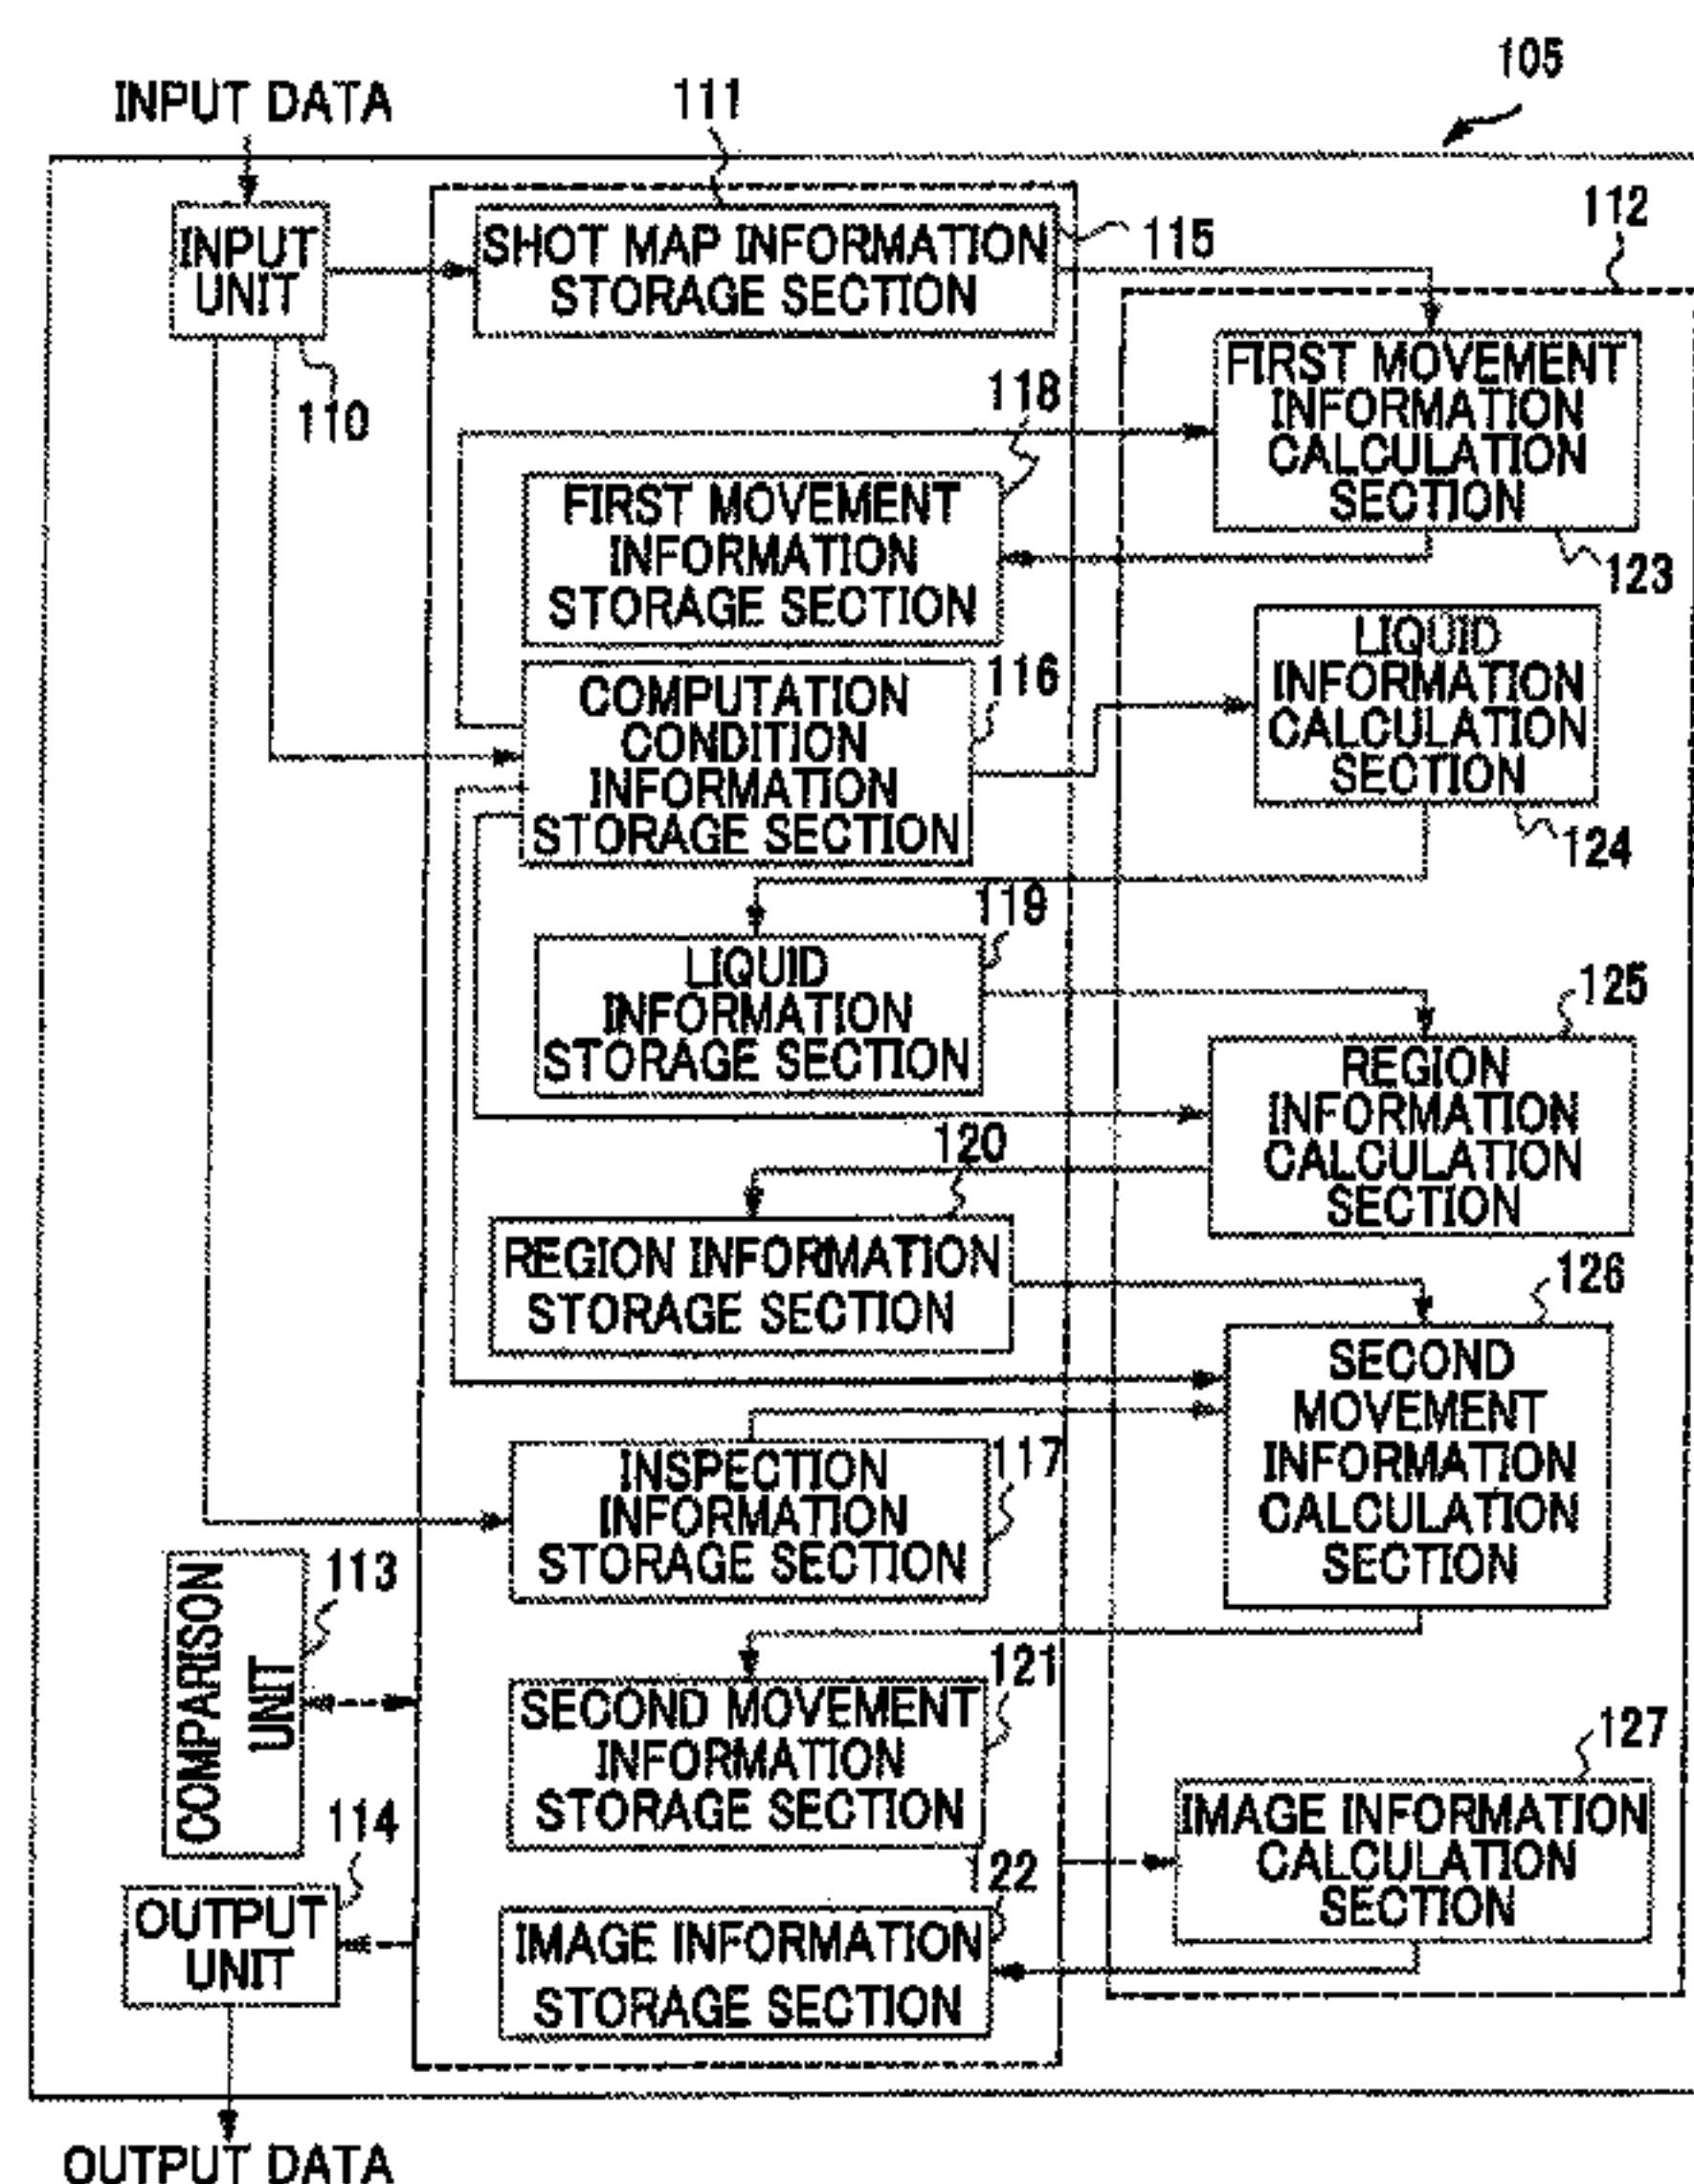 105
INPUT DATA
111
112
INPUT
UNIT
110
SHOT MAP INFORMATION
STORAGE SECTION
115
FIRST MOVEMENT
INFORMATION
CALCULATION
SECTION
123
118
FIRST MOVEMENT
INFORMATION
STORAGE SECTION
COMPUTATION
CONDITION
INFORMATION
STORAGE SECTION
116
LIQUID
INFORMATION
CALCULATION
SECTION
124
119
LIQUID
INFORMATION
STORAGE SECTION
125
REGION
INFORMATION
CALCULATION
SECTION
120
REGION INFORMATION
STORAGE SECTION
126
SECOND
MOVEMENT
INFORMATION
CALCULATION
SECTION
INSPECTION
INFORMATION
STORAGE SECTION
117
COMPARISON
UNIT
113
SECOND MOVEMENT
INFORMATION
STORAGE SECTION
121
127
IMAGE INFORMATION
CALCULATION
SECTION
114
OUTPUT
UNIT
122
IMAGE INFORMATION
STORAGE SECTION
OUTPUT DATA